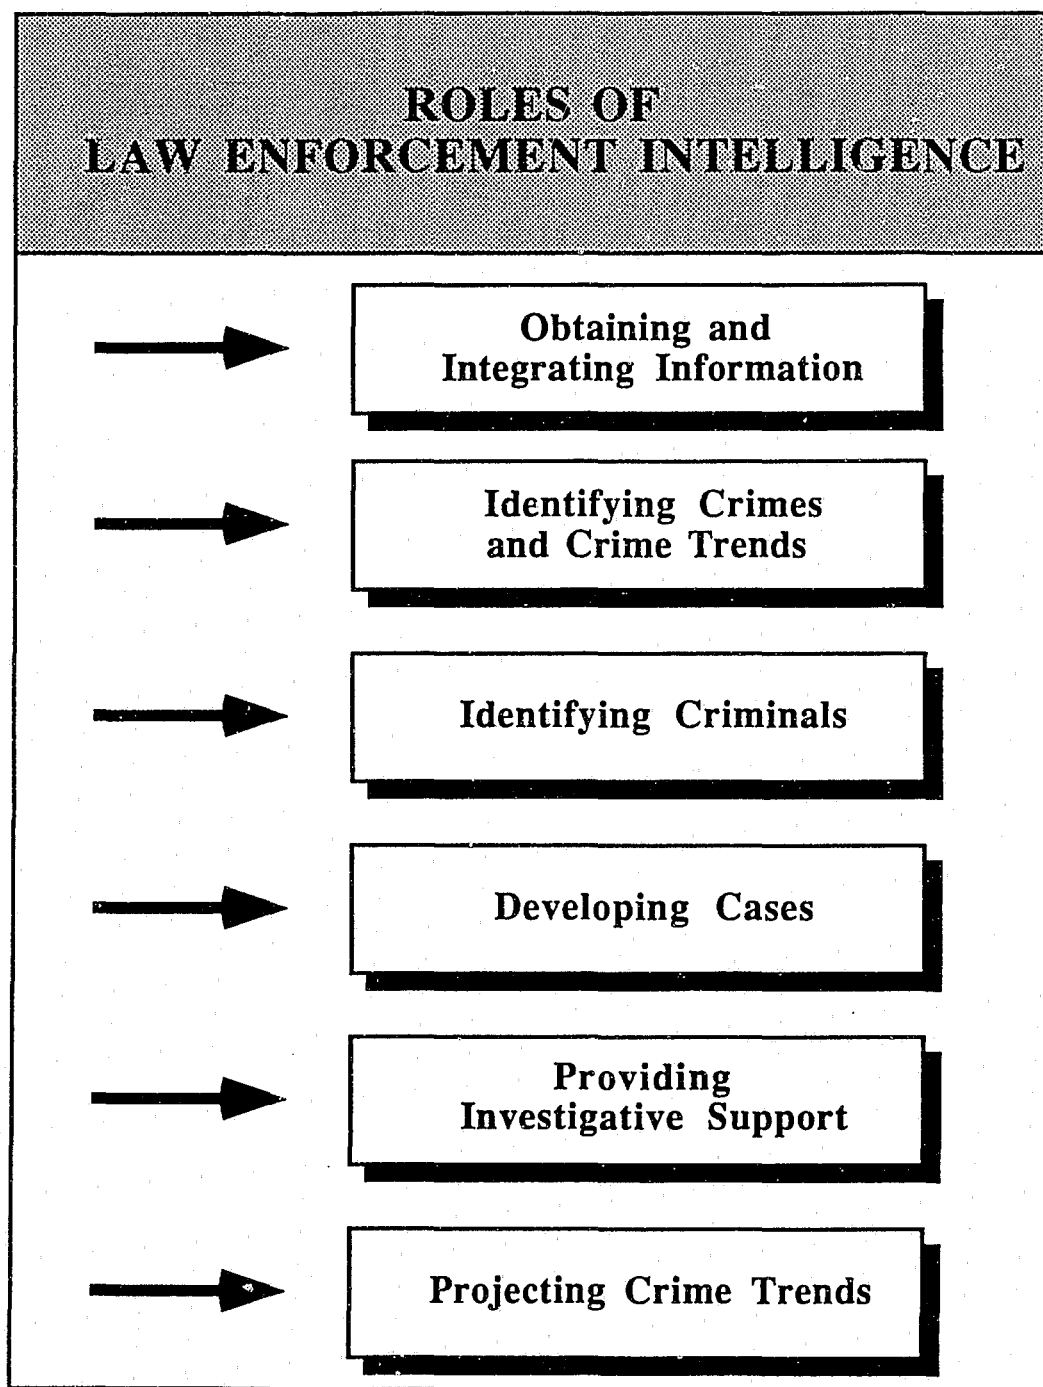 ROLES OF
LAW ENFORCEMENT INTELLIGENCE
Obtaining and
Integrating Information
Identifying Crimes
and Crime Trends
Identifying Criminals
Developing Cases
Providing
Investigative Support
Projecting Crime Trends